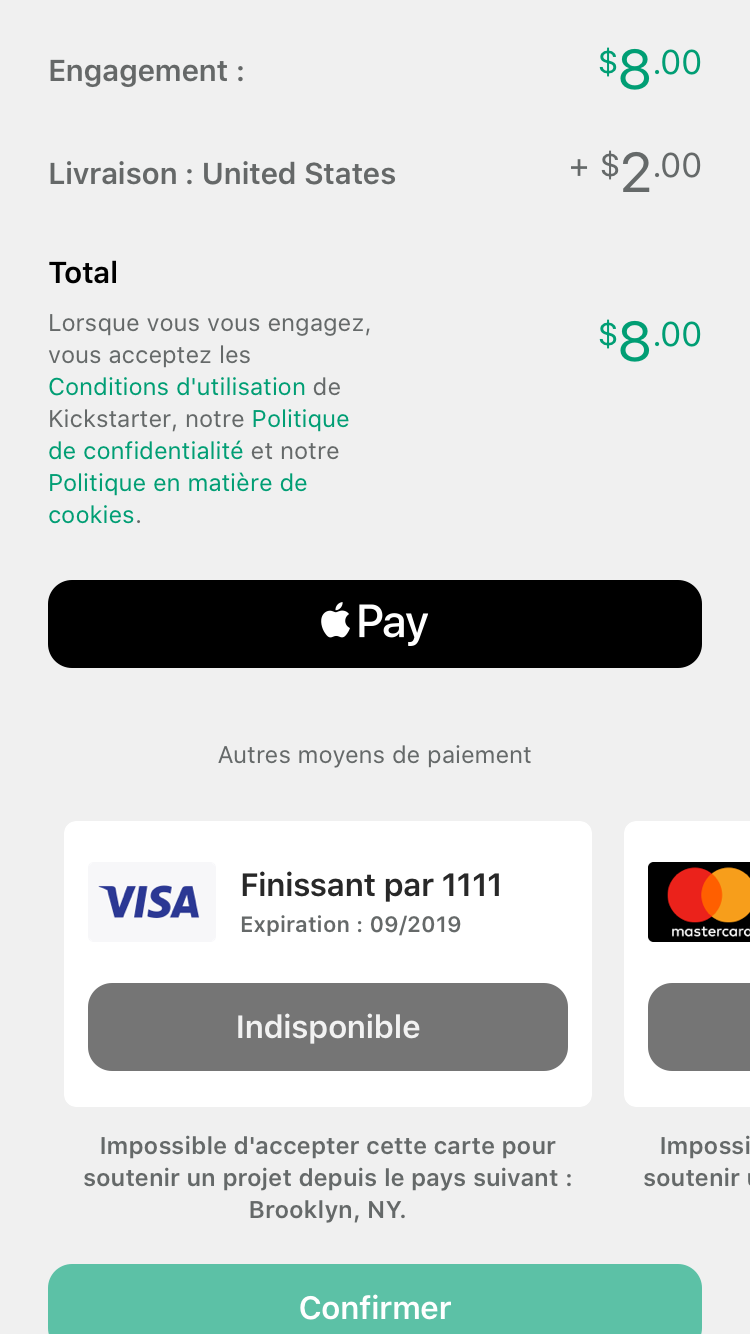 Engagement :
$8.00
Livraison : United States
+ $2.00
Total
$8.00
Lorsque vous vous engagez,
vous acceptez les
Conditions d'utilisation de
Kickstarter, notre Politique
de confidentialité et notre
Politique en matière de
cookies.
Pay
Autres moyens de paiement
VISA
Finissant par 1111
Expiration : 09/2019
Indisponible
Impossible d'accepter cette carte pour
soutenir un projet depuis le pays suivant :
Brooklyn, NY.
mastercard
Impossi
soutenir
Confirmer